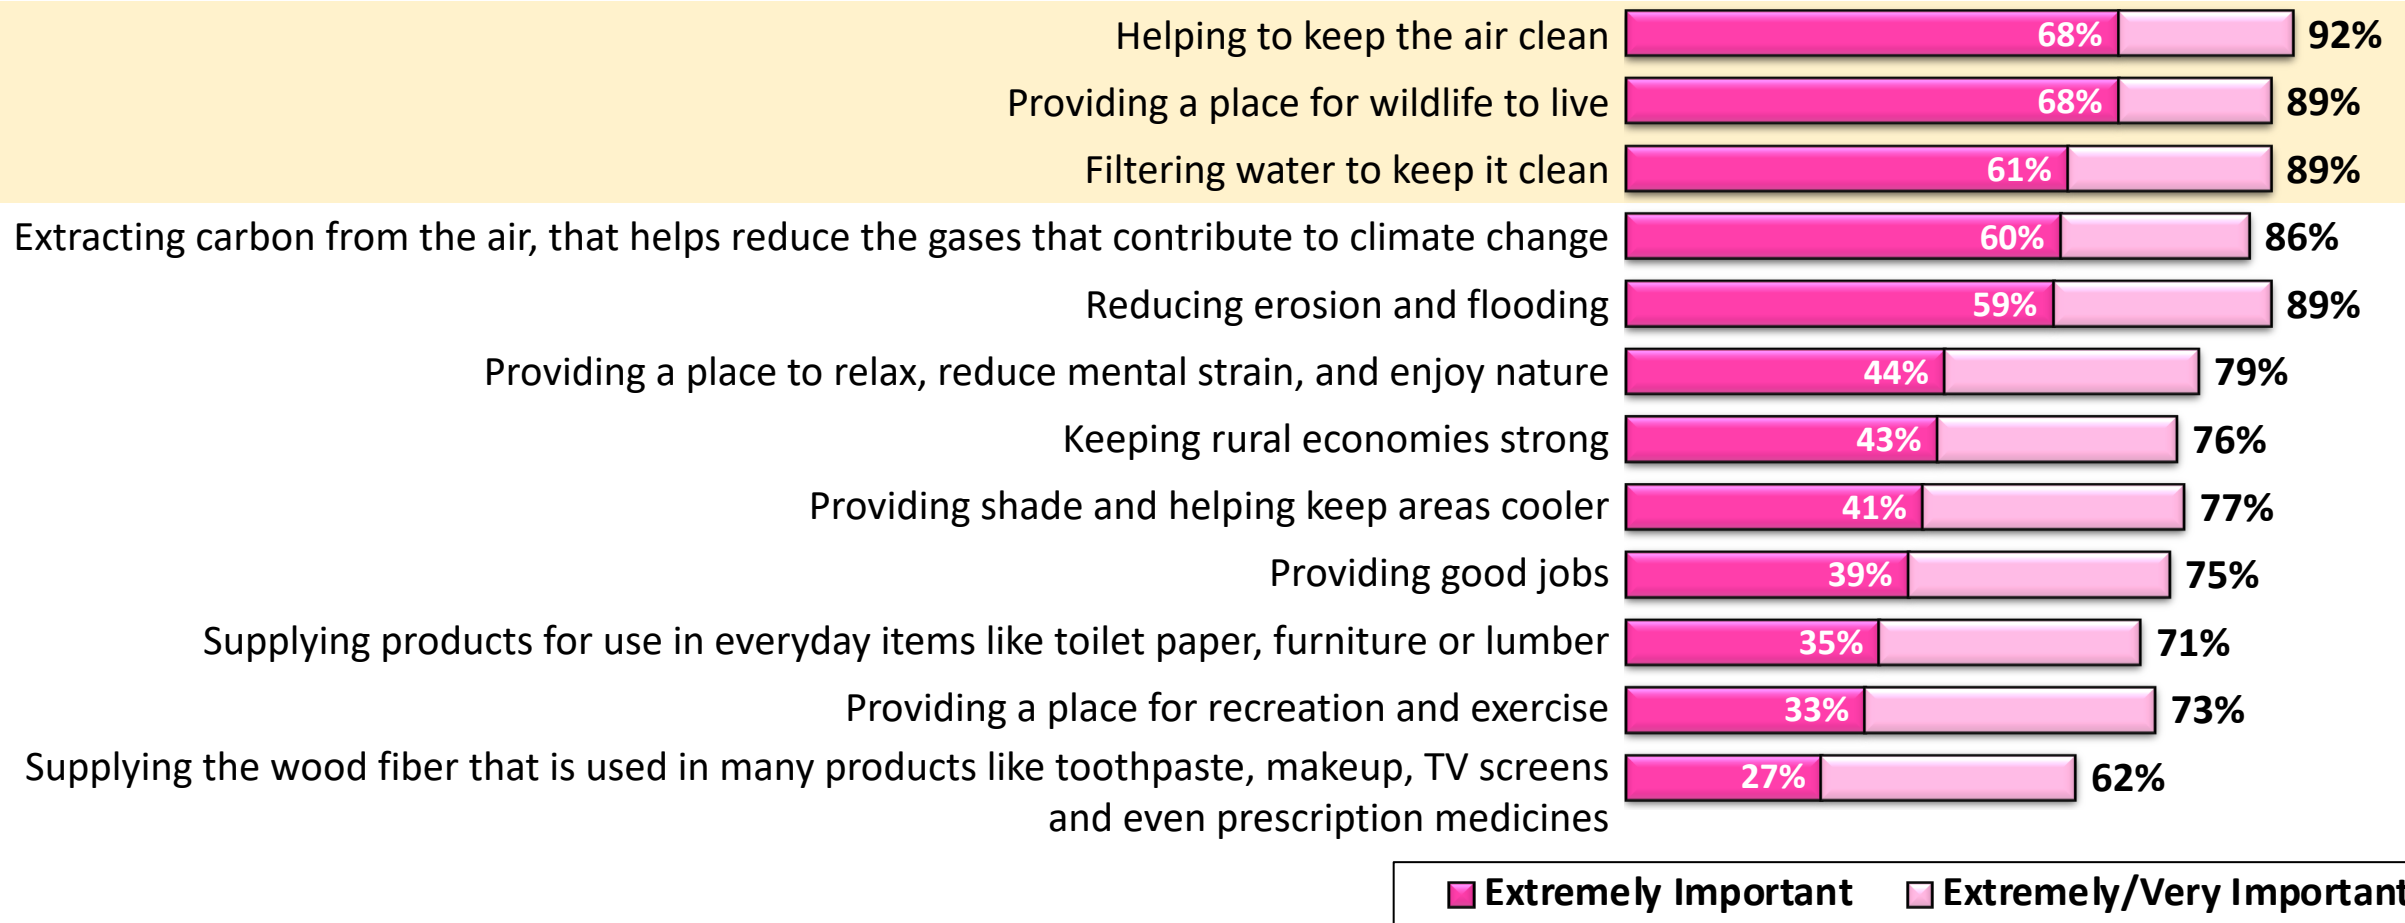 Helping to keep the air clean 68% 92%
Providing a place for wildlife to live 68% 89%
Filtering water to keep it clean 61% 89%
Extracting carbon from the air, that helps reduce the gases that contribute to climate change 60% 86%
Reducing erosion and flooding 59% 89%
Providing a place to relax, reduce mental strain, and enjoy nature 44% 79%
Keeping rural economies strong 43% 76%
Providing shade and helping keep areas cooler 41% 77%
Providing good jobs 39% 75%
Supplying products for use in everyday items like toilet paper, furniture or lumber 35% 71%
Providing a place for recreation and exercise 33% 73%
Supplying the wood fiber that is used in many products like toothpaste, makeup, TV screens 27% 62%
and even prescription medicines
Extremely Important Extremely/Very Important